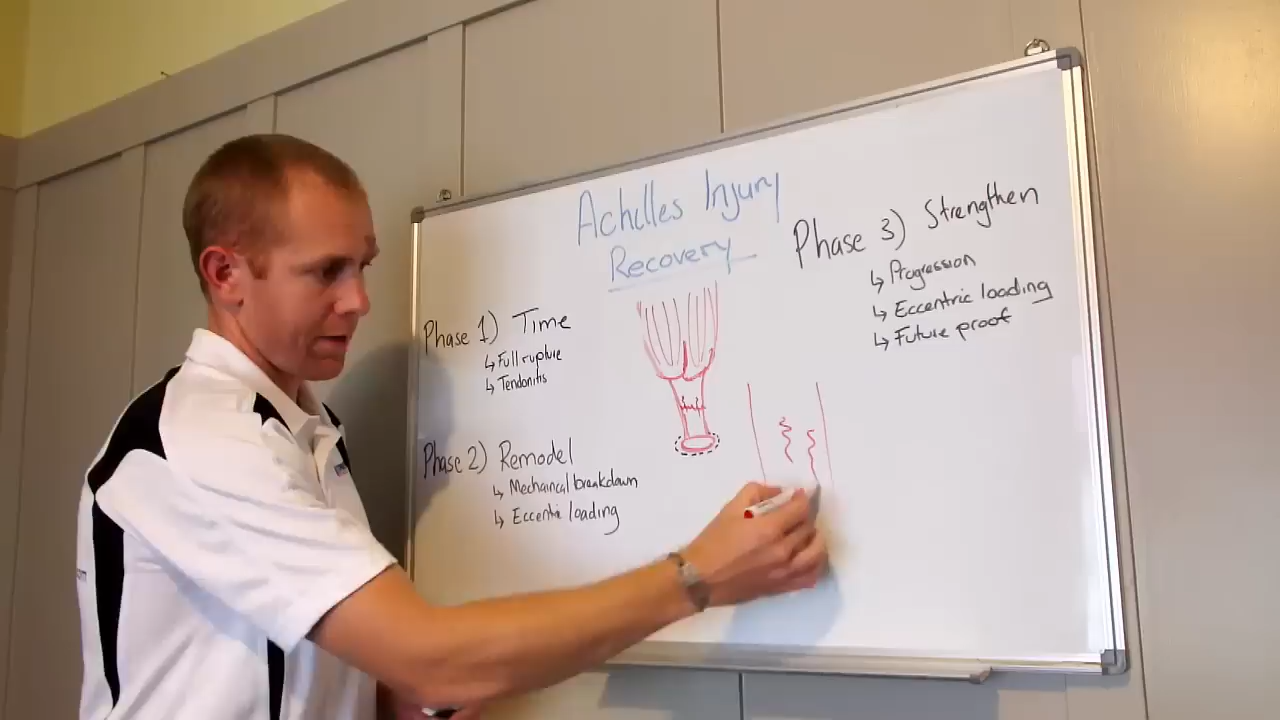 Achilles Injury
Recovery
Phase 1) Time
↳ Full rupture
↳ Tendonitis
Phase 2) Remodel
↳ Mechaincal breakdown
↳ Eccentric loading
Phase 3) Strengthen
↳ Progression
↳ Eccentric loading
↳ Future proof